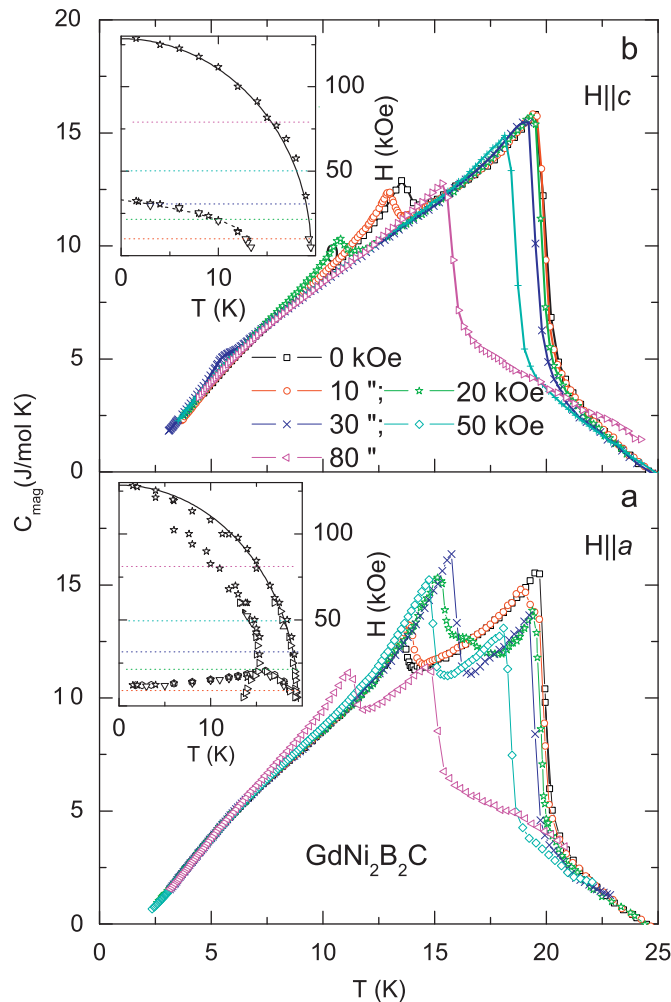 20
b
H||c
100
50
H (kOe)
0
10
T (K)
15
10
5
0
0 kOe
10 "; 20 kOe
30 "; 50 kOe
80 "
C_mag(J/mol K)
a
H||a
100
50
H (kOe)
0
10
T (K)
15
10
5
0
GdNi₂B₂C
0 5 10 15 20 25
T (K)